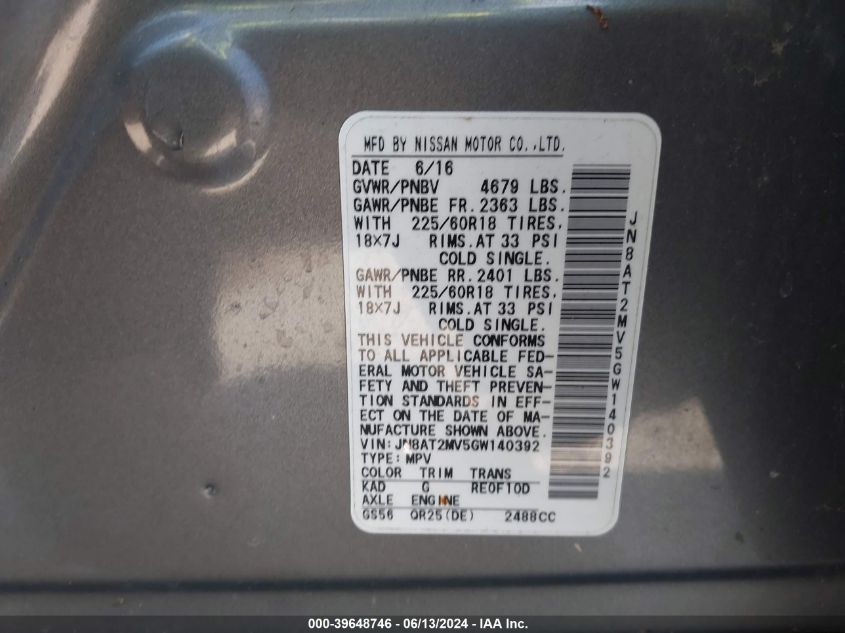 MFD BY NISSAN MOTOR CO.,LTD.
DATE 6/16
GVWR/PNBV 4679 LBS.
GAWR/PNBE FR. 2363 LBS.
WITH 225/60R18 TIRES,
18X7J RIMS.AT 33 PSI
COLD SINGLE.
GAWR/PNBE RR. 2401 LBS.
WITH 225/60R18 TIRES,
18X7J RIMS.AT 33 PSI
COLD SINGLE.
THIS VEHICLE CONFORMS
TO ALL APPLICABLE FED-
ERAL MOTOR VEHICLE SA-
FETY AND THEFT PREVEN-
TION STANDARDS IN EFF-
ECT ON THE DATE OF MA-
NUFACTURE SHOWN ABOVE.
VIN: JN8AT2MV5GW140392
TYPE: MPV
COLOR TRIM TRANS
KAD G RE0F10D
AXLE ENGINE
GS56 QR25(DE) 2488CC
JN8AT2MV5GW140392
000-39648746 / 06/13/2024 - IAA Inc.